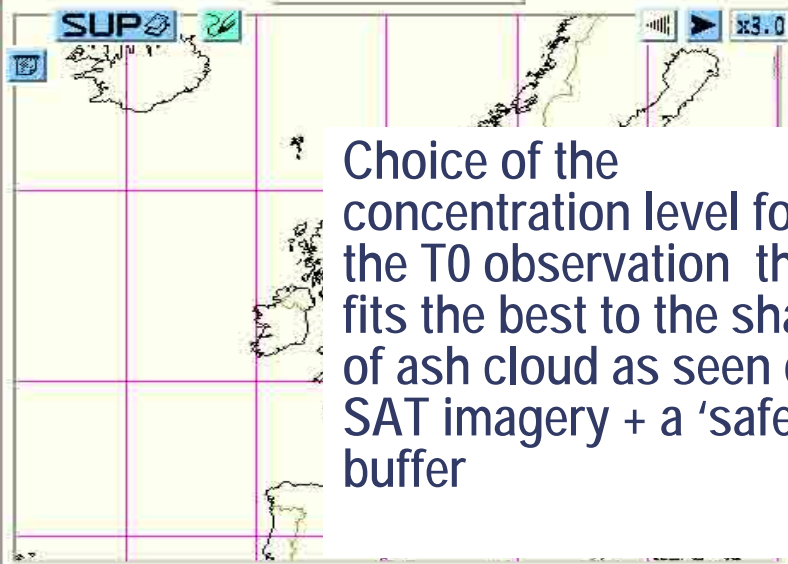 SUP
x3.0
Choice of the
concentration level
the T0 observation
fits the best to the
of ash cloud as seen
SAT imagery + a
buffer